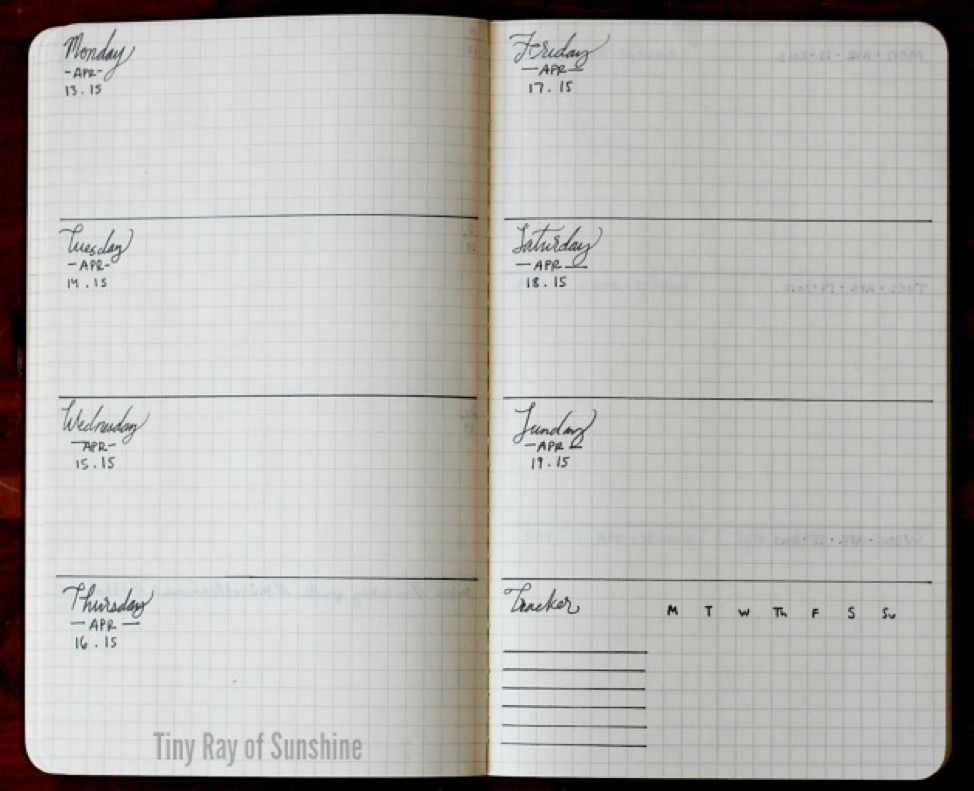 Monday
-APR-
13.15
Tuesday
-APR-
14.15
Wednesday
-APR-
15.15
Thursday
-APR-
16.15
Tiny Ray of Sunshine
Friday
-APR-
17.15
Saturday
-APR-
18.15
Sunday
-APR-
19.15
Tracker M T W Th F S Su